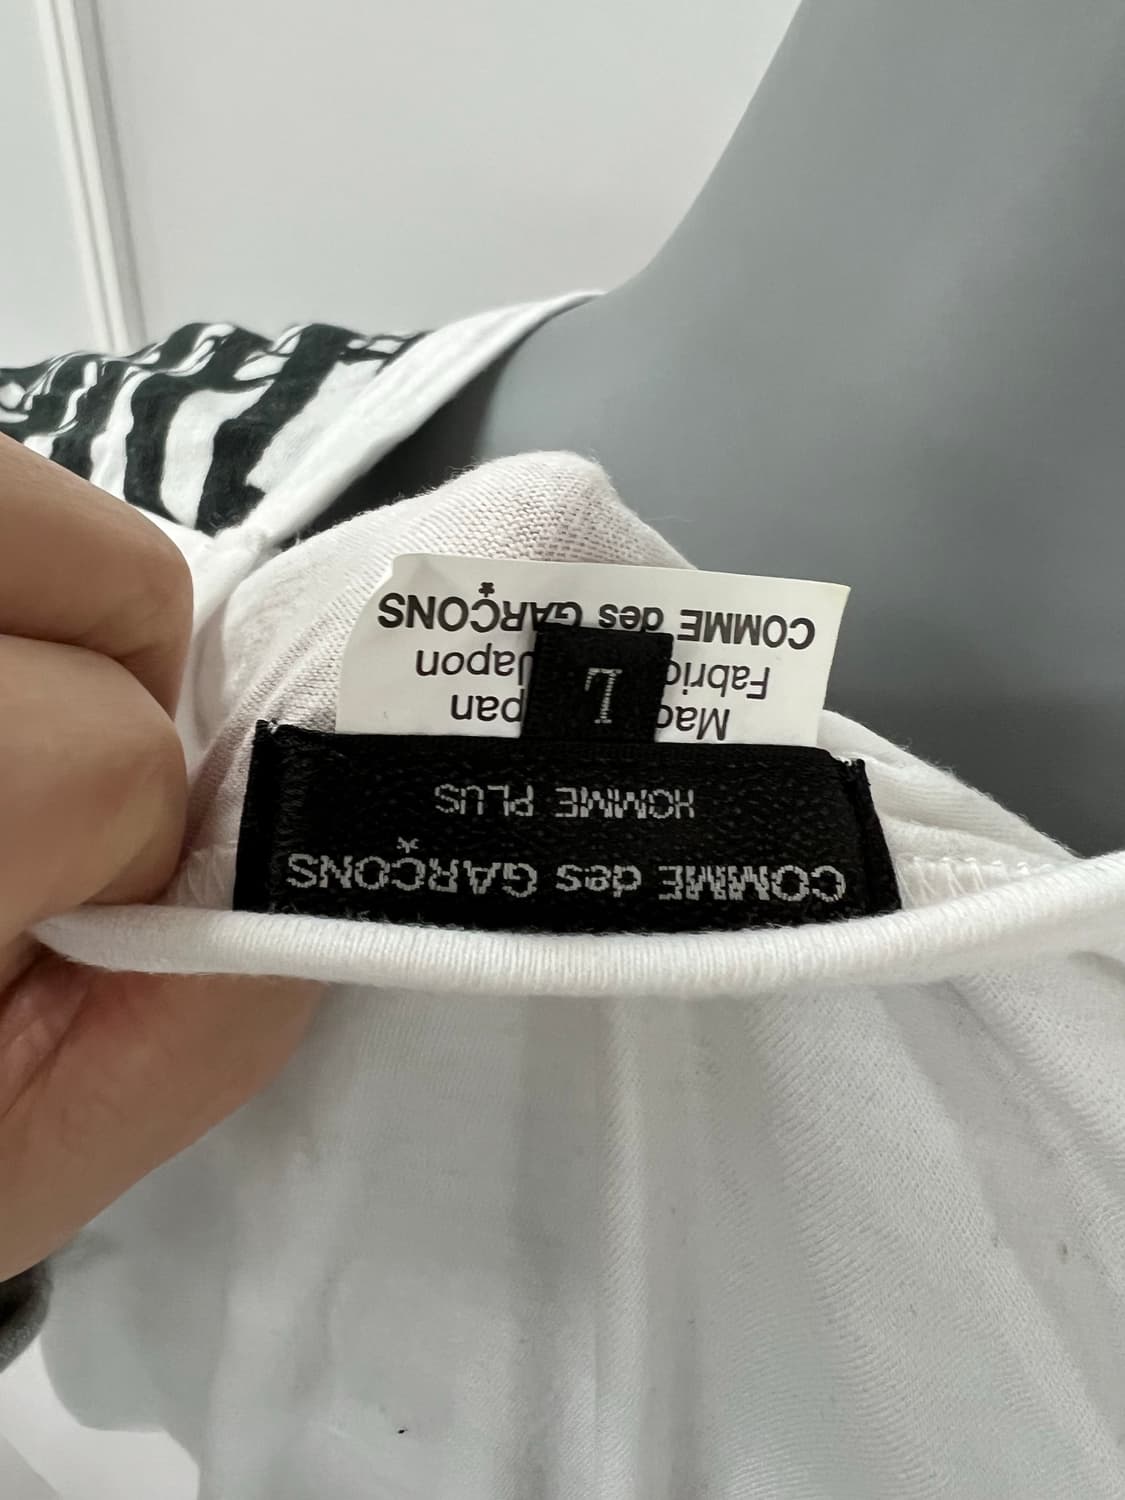 COMME des GARÇONS
HOMME PLUS
L
Mad pan
Fabric Japon
COMME des GARÇONS